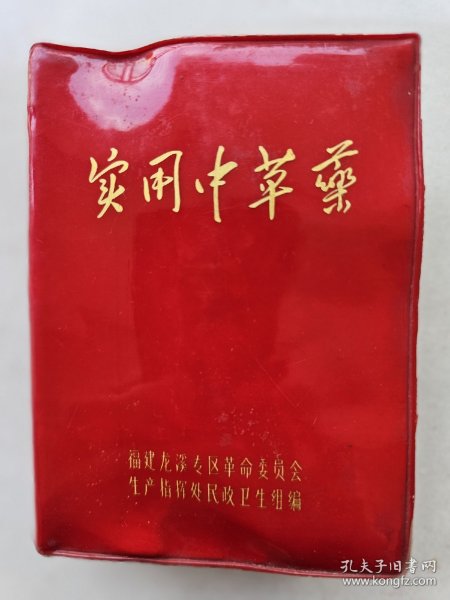 实用中草药
福建龙溪专区革命委员会
生产指挥处民政卫生组编
孔夫子旧书网
www.kongfz.com